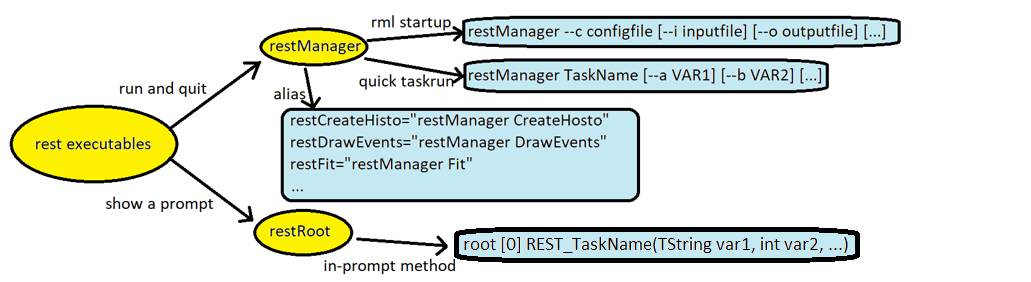 rml startup
restManager --c configfile [--i inputfile] [--o outputfile] [...]
restManager
run and quit
quick taskrun
restManager TaskName [--a VAR1] [--b VAR2] [...]
alias
restCreateHisto="restManager CreateHosto"
restDrawEvents="restManager DrawEvents"
restFit="restManager Fit"
...
rest executables
show a prompt
restRoot
in-prompt method
root [0] REST_TaskName(TString var1, int var2, ...)